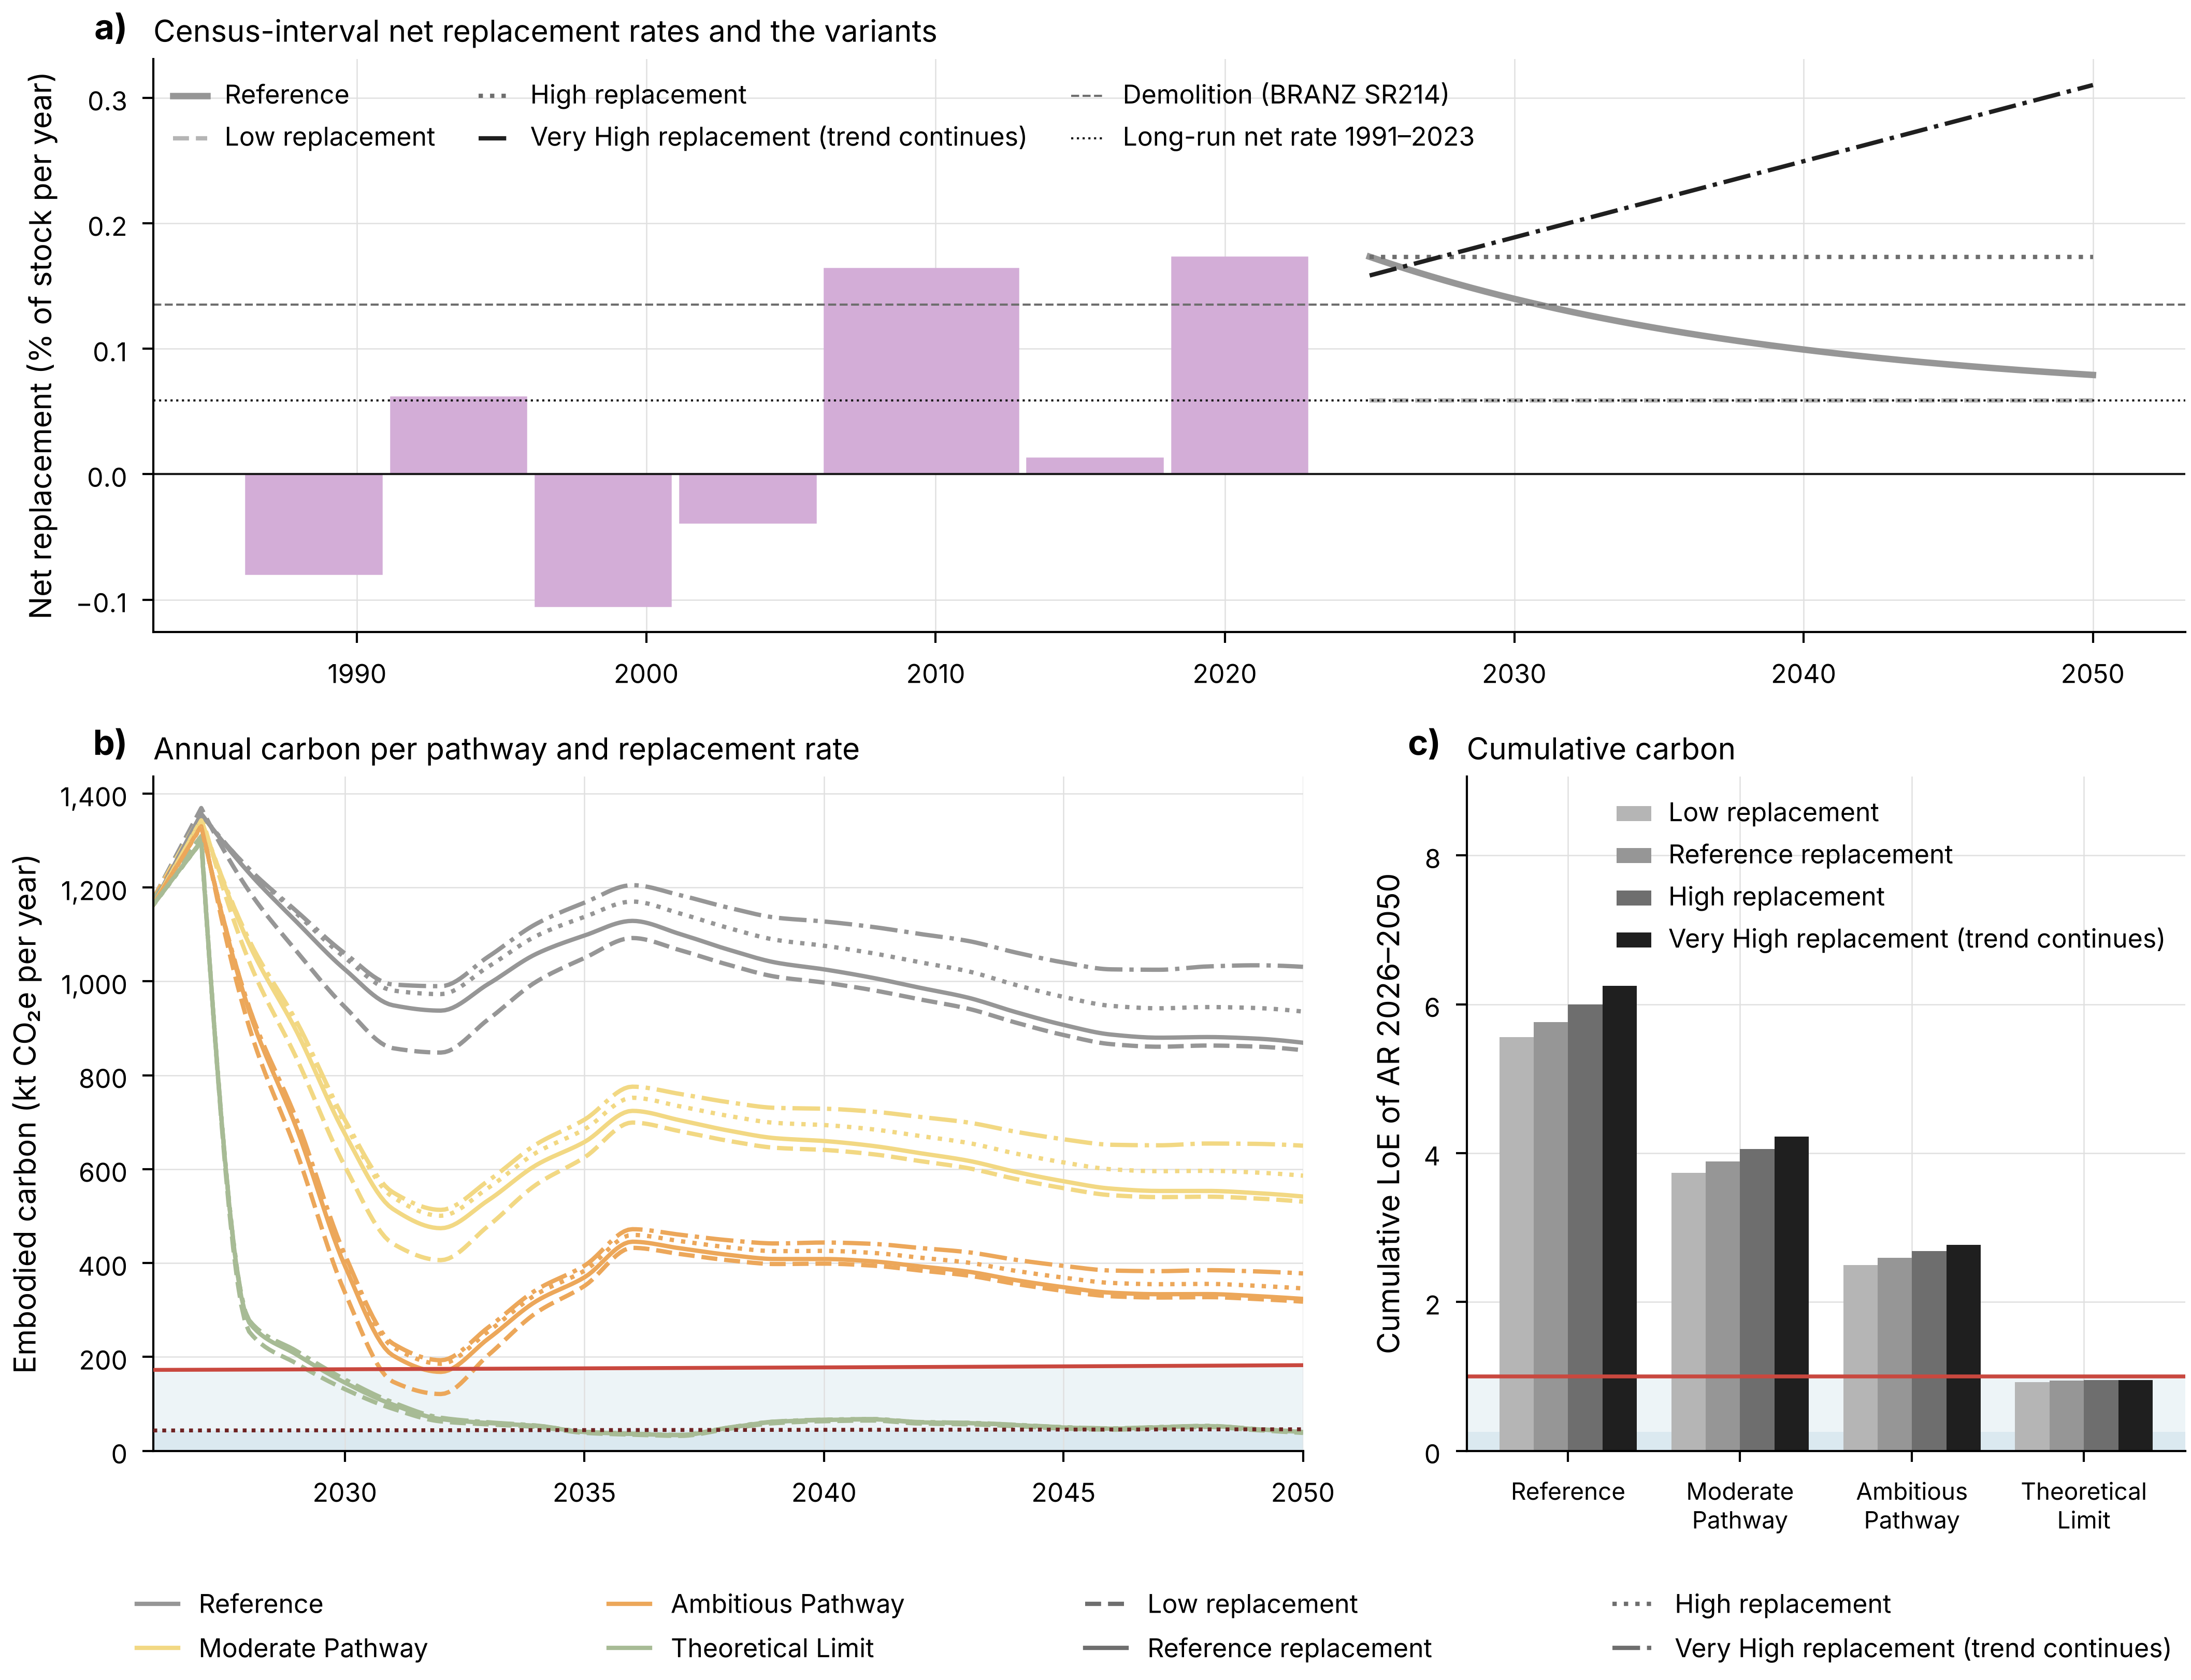 a) Census-interval net replacement rates and the variants
Net replacement (% of stock per year)
Reference
Low replacement
High replacement
Very High replacement (trend continues)
Demolition (BRANZ SR214)
Long-run net rate 1991–2023
0.3
0.2
0.1
0.0
−0.1
1990 2000 2010 2020 2030 2040 2050
b) Annual carbon per pathway and replacement rate
Embodied carbon (kt CO₂e per year)
1,400
1,200
1,000
800
600
400
200
0
2030 2035 2040 2045 2050
c) Cumulative carbon
Cumulative LoE of AR 2026–2050
Low replacement
Reference replacement
High replacement
Very High replacement (trend continues)
8
6
4
2
0
Reference
Moderate
Pathway
Ambitious
Pathway
Theoretical
Limit
Reference
Moderate Pathway
Ambitious Pathway
Theoretical Limit
Low replacement
Reference replacement
High replacement
Very High replacement (trend continues)